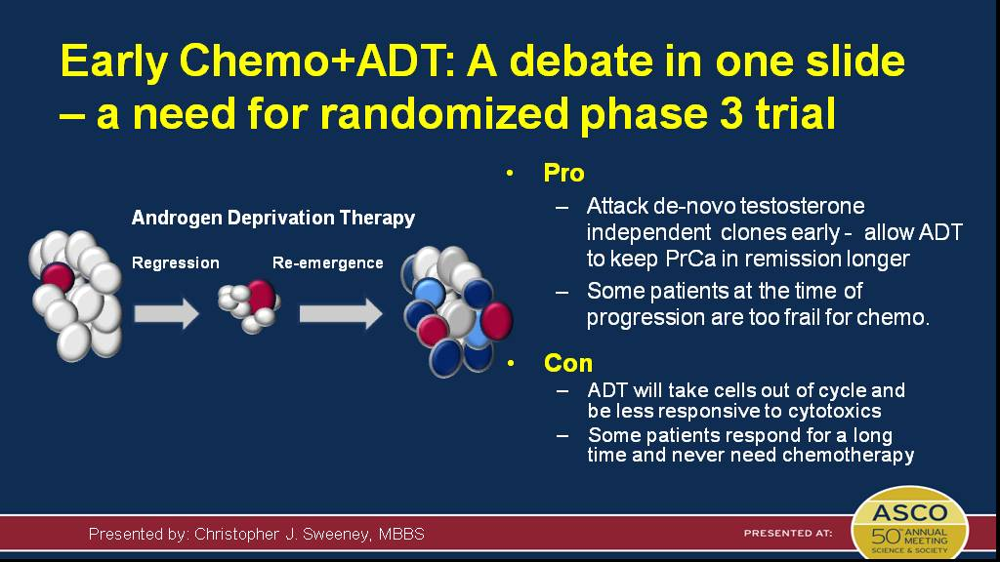 Early Chemo+ADT: A debate in one slide
– a need for randomized phase 3 trial
Androgen Deprivation Therapy
Regression
Re-emergence
• Pro
– Attack de-novo testosterone
independent clones early - allow ADT
to keep PrCa in remission longer
– Some patients at the time of
progression are too frail for chemo.
• Con
– ADT will take cells out of cycle and
be less responsive to cytotoxics
– Some patients respond for a long
time and never need chemotherapy
Presented by: Christopher J. Sweeney, MBBS
PRESENTED AT:
ASCO
50TH ANNUAL
MEETING
SCIENCE & SOCIETY